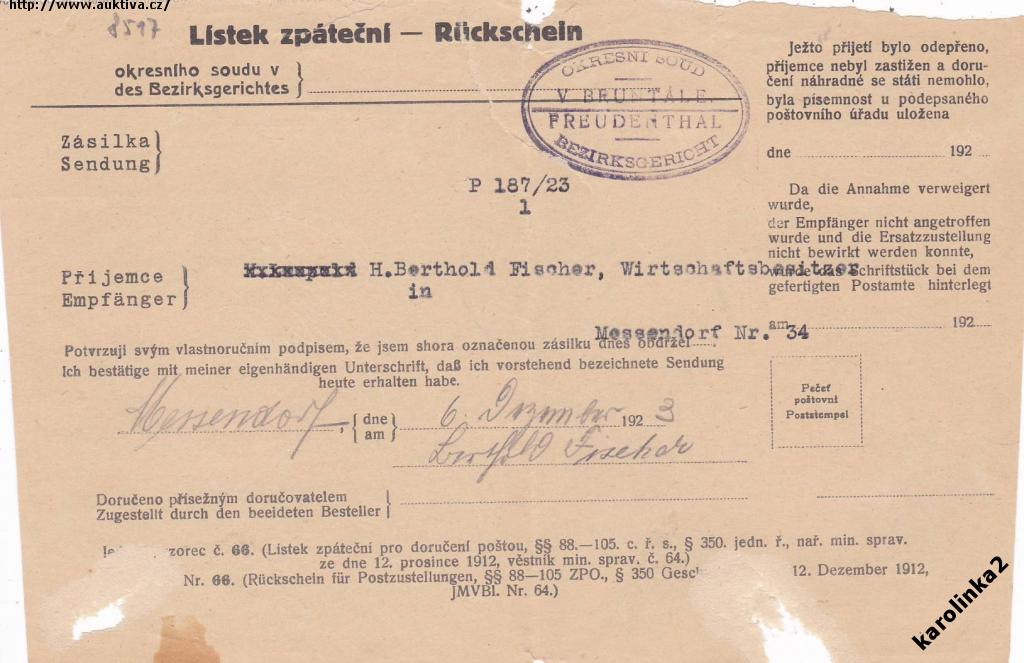 http://www.auktiva.cz/
8517
Lístek zpáteční — Rückschein
okresního soudu v
des Bezirksgerichtes
OKRESNÍ SOUD
V BRUNTÁLE.
FREUDENTHAL
BEZIRKSGERICHT
Zásilka
Sendung
P 187/23
1
Příjemce
Empfänger
H.Berthold Fischer, Wirtschaftsbesitzer
in
Messendorf Nr. 34
Potvrzuji svým vlastnoručním podpisem, že jsem shora označenou zásilku dnes obdržel
Ich bestätige mit meiner eigenhändigen Unterschrift, daß ich vorstehend bezeichnete Sendung
heute erhalten habe.
Messendorf, dne
am
6. Dezember 1923
Berthold Fischer
Doručeno přísežným doručovatelem
Zugestellt durch den beeideten Besteller
zorec č. 66. (Lístek zpáteční pro doručení poštou, §§ 88.—105. c. ř. s., § 350. jedn. ř., nař. min. sprav.
ze dne 12. prosince 1912, věstník min. sprav. č. 64.)
Nr. 66. (Rückschein für Postzustellungen, §§ 88—105 ZPO., § 350 Gesch 12. Dezember 1912,
JMVBl. Nr. 64.)
Ježto přijetí bylo odepřeno,
příjemce nebyl zastižen a doru-
čení náhradné se státi nemohlo,
byla písemnost u podepsaného
poštovního úřadu uložena
dne 192
Da die Annahme verweigert
wurde,
der Empfänger nicht angetroffen
wurde und die Ersatzzustellung
nicht bewirkt werden konnte,
wurde das Schriftstück bei dem
gefertigten Postamte hinterlegt
am 192
Pečeť
poštovní
Poststempel
karolinka2